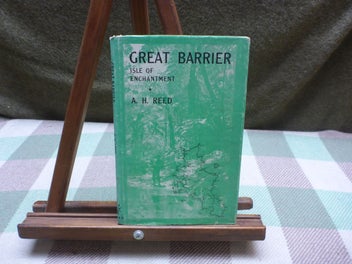 GREAT BARRIER
ISLE OF
ENCHANTMENT
A. H. REED